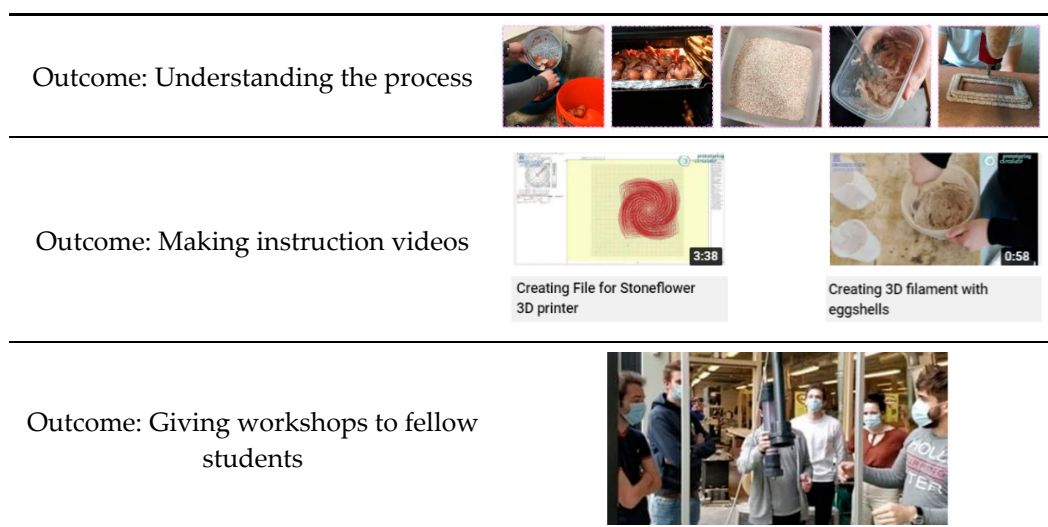 Outcome: Understanding the process
Outcome: Making instruction videos
3:38
0:58
Creating File for Stoneflower
3D printer
Creating 3D filament with
eggshells
Outcome: Giving workshops to fellow
students